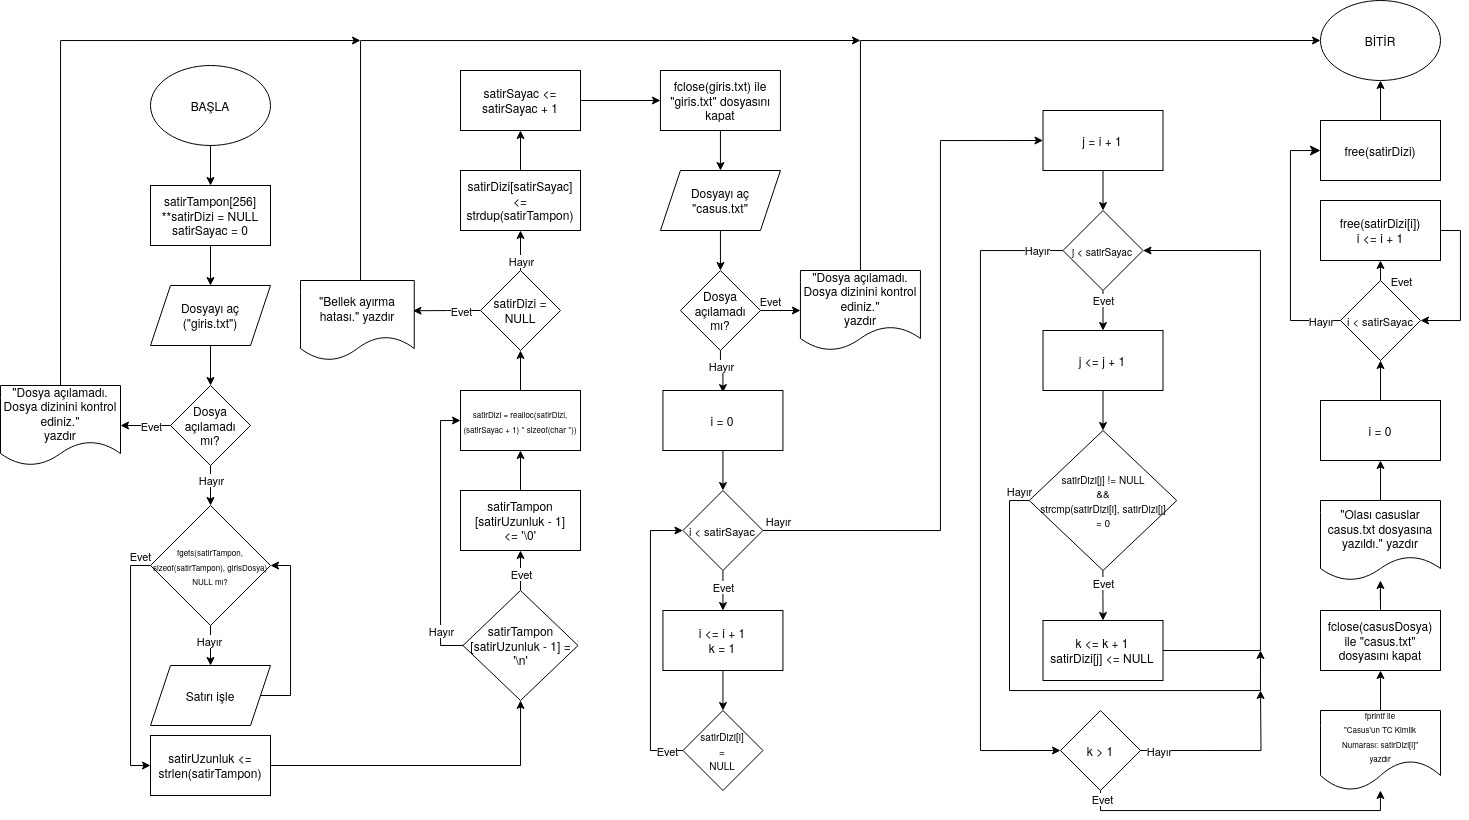 BAŞLA
satirTampon[256]
**satirDizi = NULL
satirSayac = 0
Dosyayı aç
("giris.txt")
Dosya
açılamadı
mı?
Evet
"Dosya açılamadı.
Dosya dizinini kontrol
ediniz."
yazdır
Hayır
fgets(satirTampon,
sizeof(satirTampon), girisDosya)
NULL mı?
Evet
Hayır
Satırı işle
satirUzunluk <=
strlen(satirTampon)
satirSayac <=
satirSayac + 1
satirDizi[satirSayac]
<=
strdup(satirTampon)
Hayır
satirDizi =
NULL
Evet
"Bellek ayırma
hatası." yazdır
satirDizi = realloc(satirDizi,
(satirSayac + 1) * sizeof(char *))
satirTampon
[satirUzunluk - 1]
<= '\0'
Evet
Hayır
satirTampon
[satirUzunluk - 1] =
'\n'
fclose(giris.txt) ile
"giris.txt" dosyasını
kapat
Dosyayı aç
"casus.txt"
Dosya
açılamadı
mı?
Evet
"Dosya açılamadı.
Dosya dizinini kontrol
ediniz."
yazdır
Hayır
i = 0
i < satirSayac
Hayır
Evet
i <= i + 1
k = 1
satirDizi[i]
=
NULL
Evet
j = i + 1
j < satirSayac
Hayır
Evet
j <= j + 1
satirDizi[j] != NULL
&&
strcmp(satirDizi[i], satirDizi[j]
= 0
Hayır
Evet
k <= k + 1
satirDizi[j] <= NULL
k > 1
Hayır
Evet
BİTİR
free(satirDizi)
free(satirDizi[i])
i <= i + 1
Evet
i < satirSayac
Hayır
i = 0
"Olası casuslar
casus.txt dosyasına
yazıldı." yazdır
fclose(casusDosya)
ile "casus.txt"
dosyasını kapat
fprintf ile
"Casus'un TC Kimlik
Numarası: satirDizi[i]"
yazdır